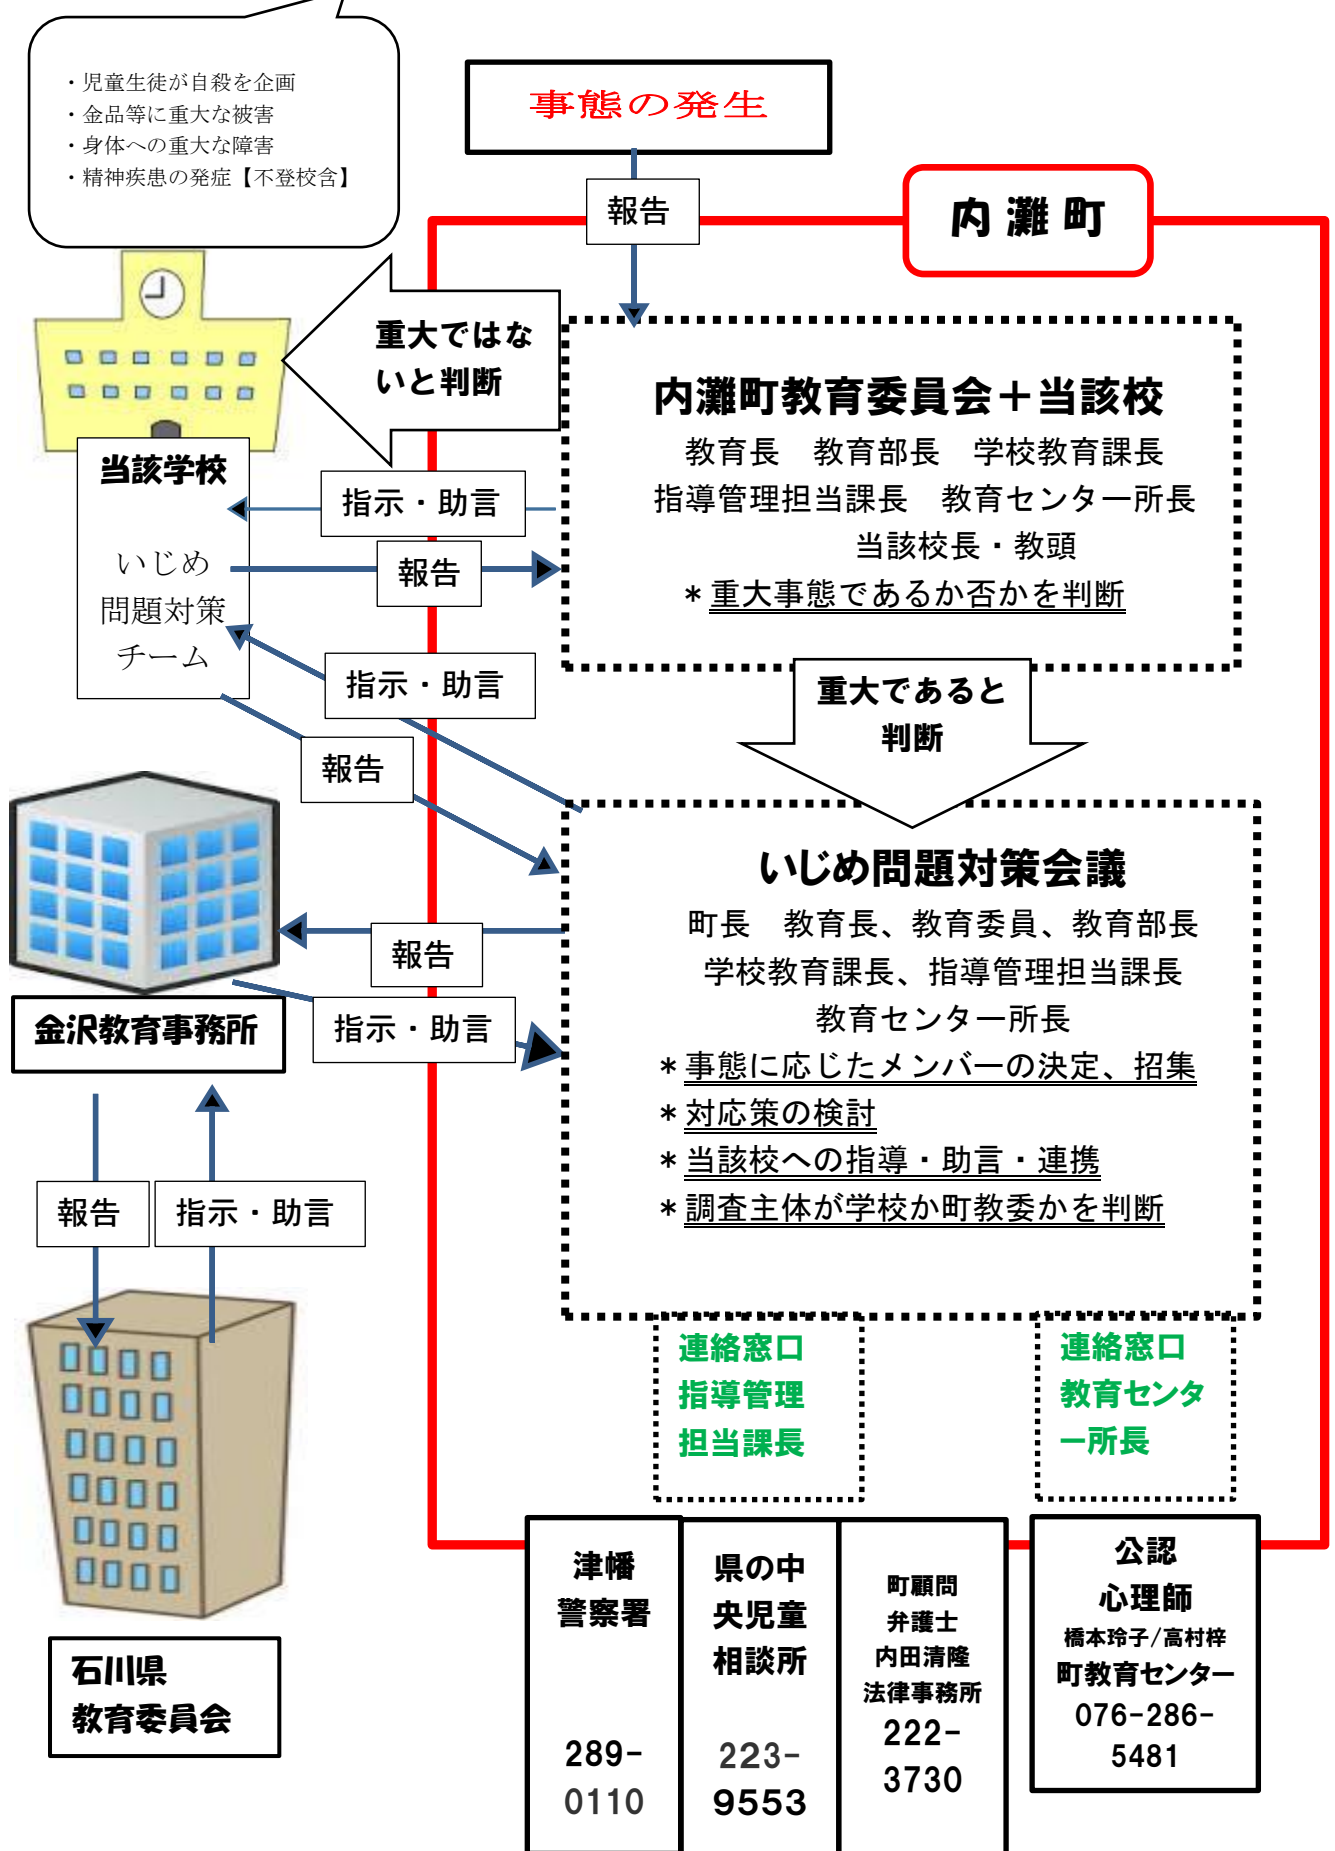 ・児童生徒が自殺を企画
・金品等に重大な被害
・身体への重大な障害
・精神疾患の発症【不登校含】
事態の発生
報告
内灘町
重大ではな
いと判断
内灘町教育委員会＋当該校
教育長　教育部長　学校教育課長
指導管理担当課長　教育センター所長
当該校長・教頭
＊重大事態であるか否かを判断
当該学校
いじめ
問題対策
チーム
指示・助言
報告
指示・助言
報告
重大であると
判断
いじめ問題対策会議
町長　教育長、教育委員、教育部長
学校教育課長、指導管理担当課長
教育センター所長
＊事態に応じたメンバーの決定、招集
＊対応策の検討
＊当該校への指導・助言・連携
＊調査主体が学校か町教委かを判断
報告
指示・助言
金沢教育事務所
報告
指示・助言
石川県
教育委員会
連絡窓口
指導管理
担当課長
連絡窓口
教育センタ
ー所長
津幡
警察署
289-
0110
県の中
央児童
相談所
223-
9553
町顧問
弁護士
内田清隆
法律事務所
222-
3730
公認
心理師
橋本玲子/高村梓
町教育センター
076-286-
5481